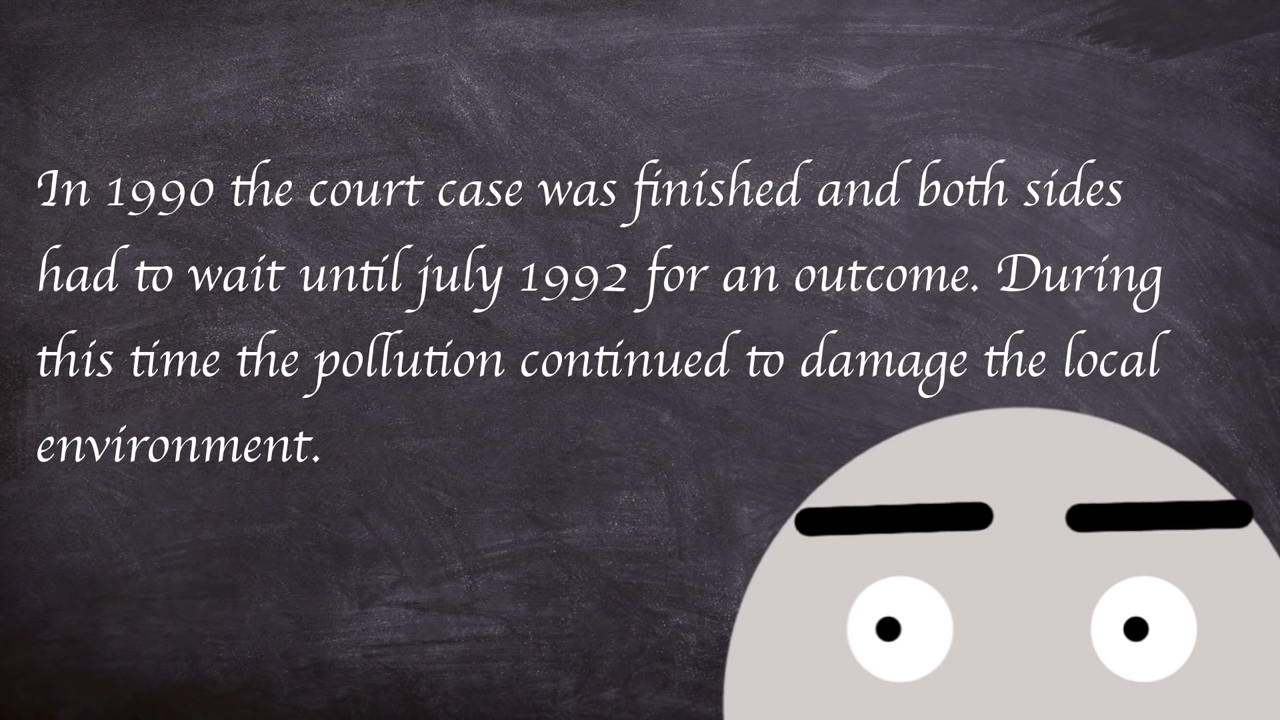 In 1990 the court case was finished and both sides
had to wait until july 1992 for an outcome. During
this time the pollution continued to damage the local
environment.